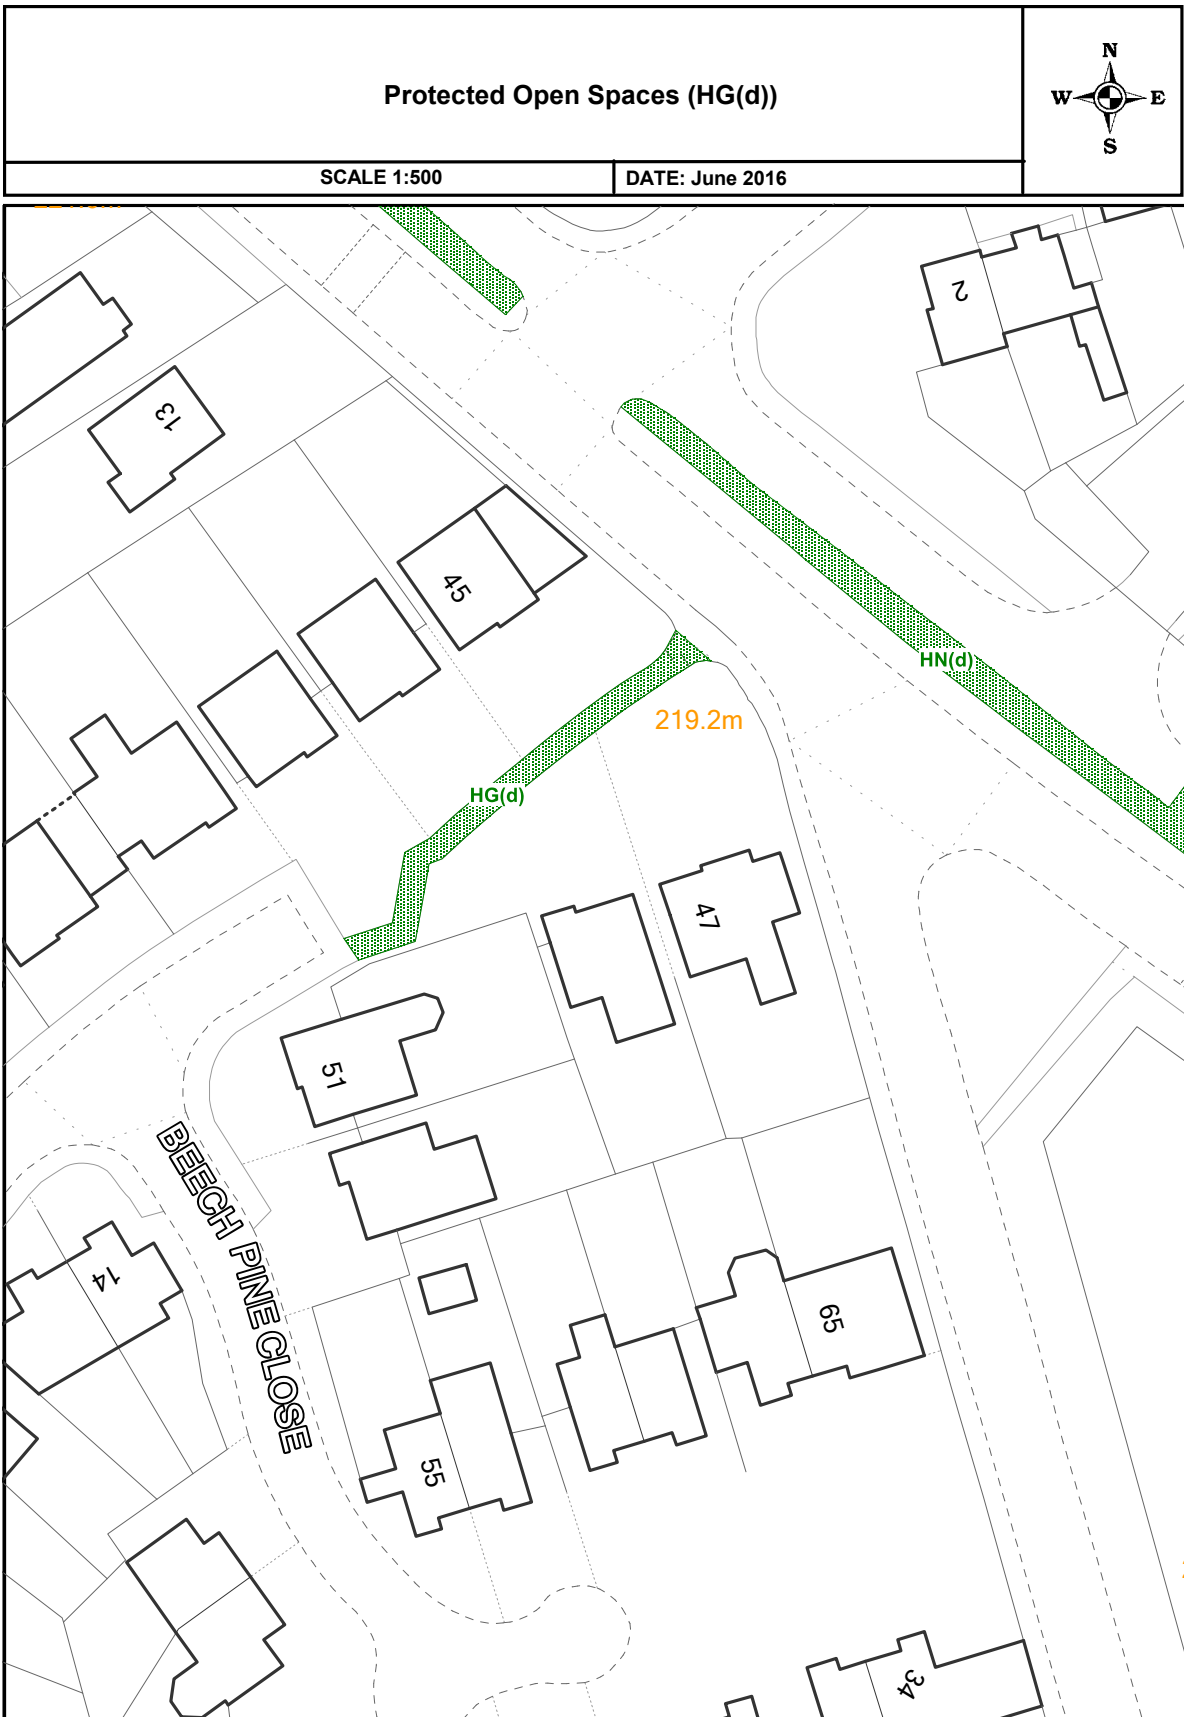 Protected Open Spaces (HG(d))
N
W E
S
SCALE 1:500
DATE: June 2016
2
13
45
HN(d)
219.2m
HG(d)
47
51
BEECH PINE CLOSE
14
65
55
34